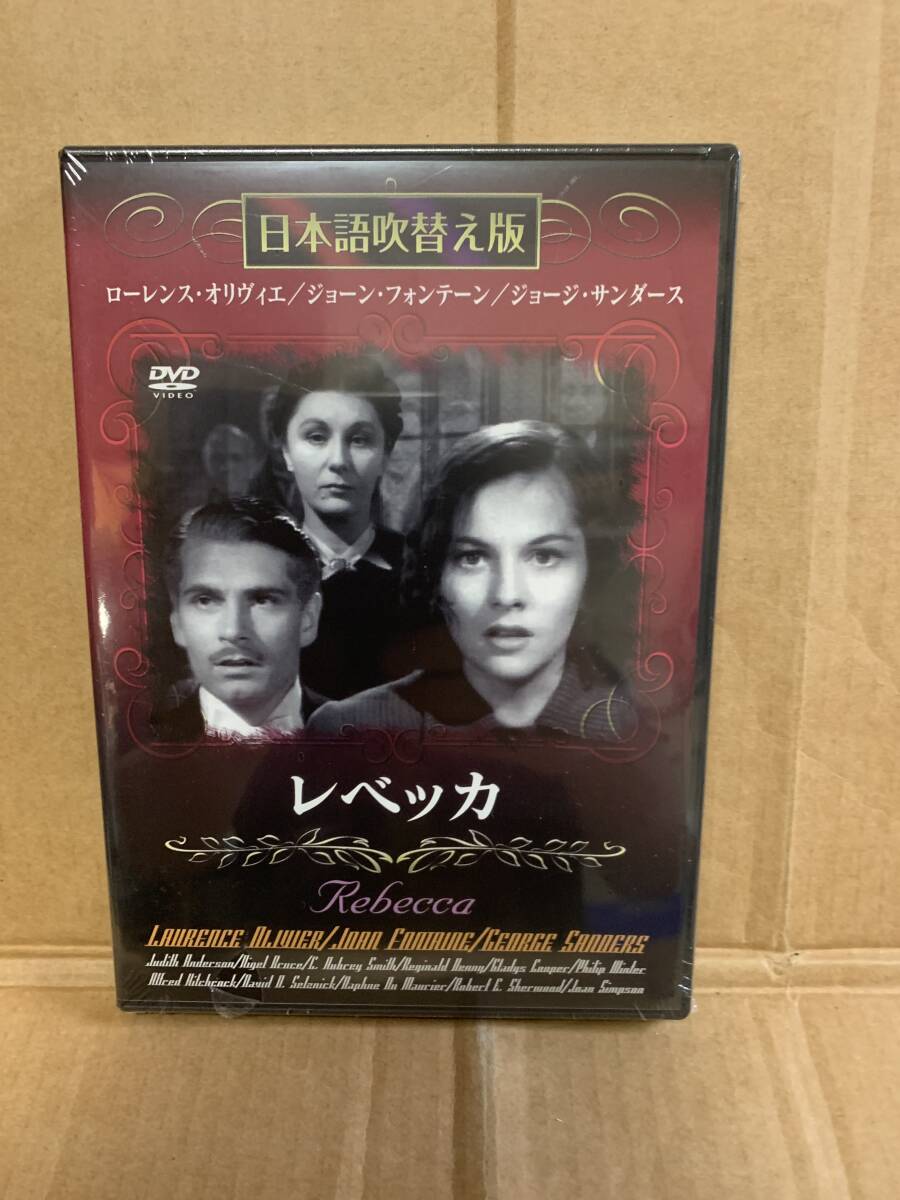 日本語吹替え版
ローレンス・オリヴィエ/ジョーン・フォンテーン/ジョージ・サンダース
DVD
VIDEO
レベッカ
Rebecca
LAURENCE OLIVIER/JOAN FONTAINE/GEORGE SANDERS
Judith Anderson/Nigel Bruce/C. Aubrey Smith/Reginald Denny/Gladys Cooper/Philip Winter
Alfred Hitchcock/David O. Selznick/Daphne Du Maurier/Robert E. Sherwood/Joan Simpson